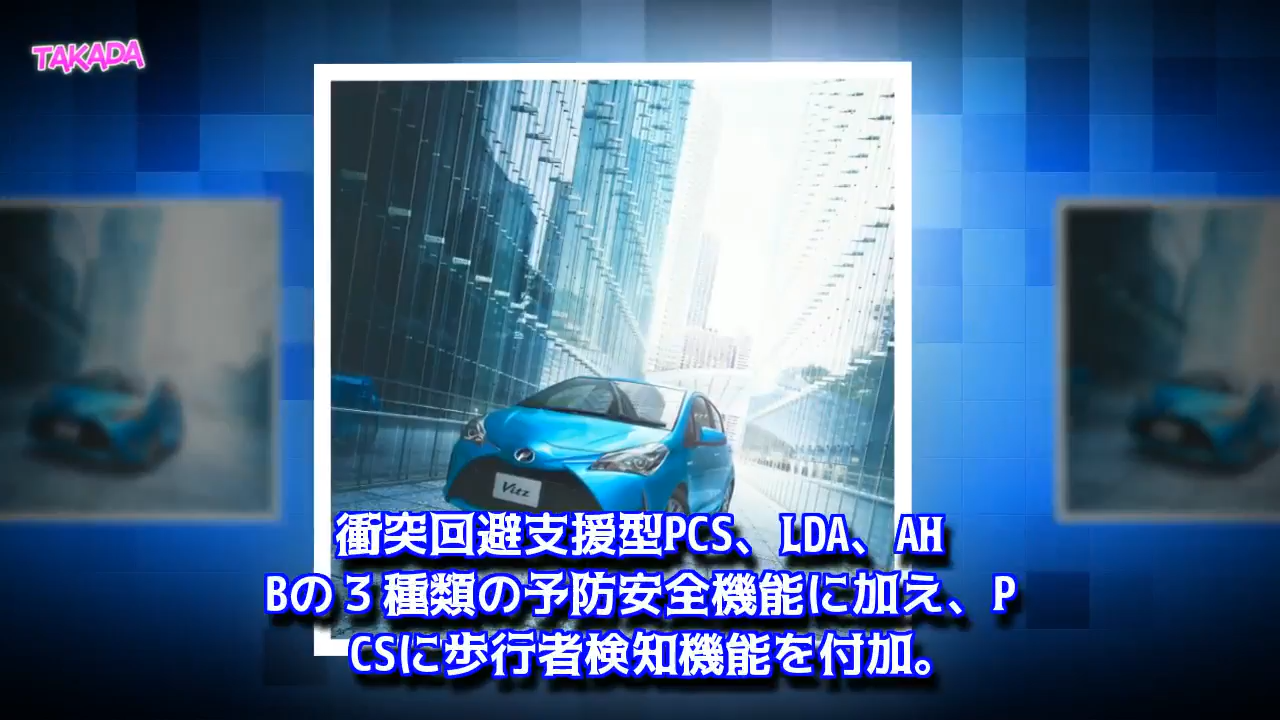 TAKADA
Vitz
衝突回避支援型PCS、LDA、AH
Bの３種類の予防安全機能に加え、P
CSに歩行者検知機能を付加。